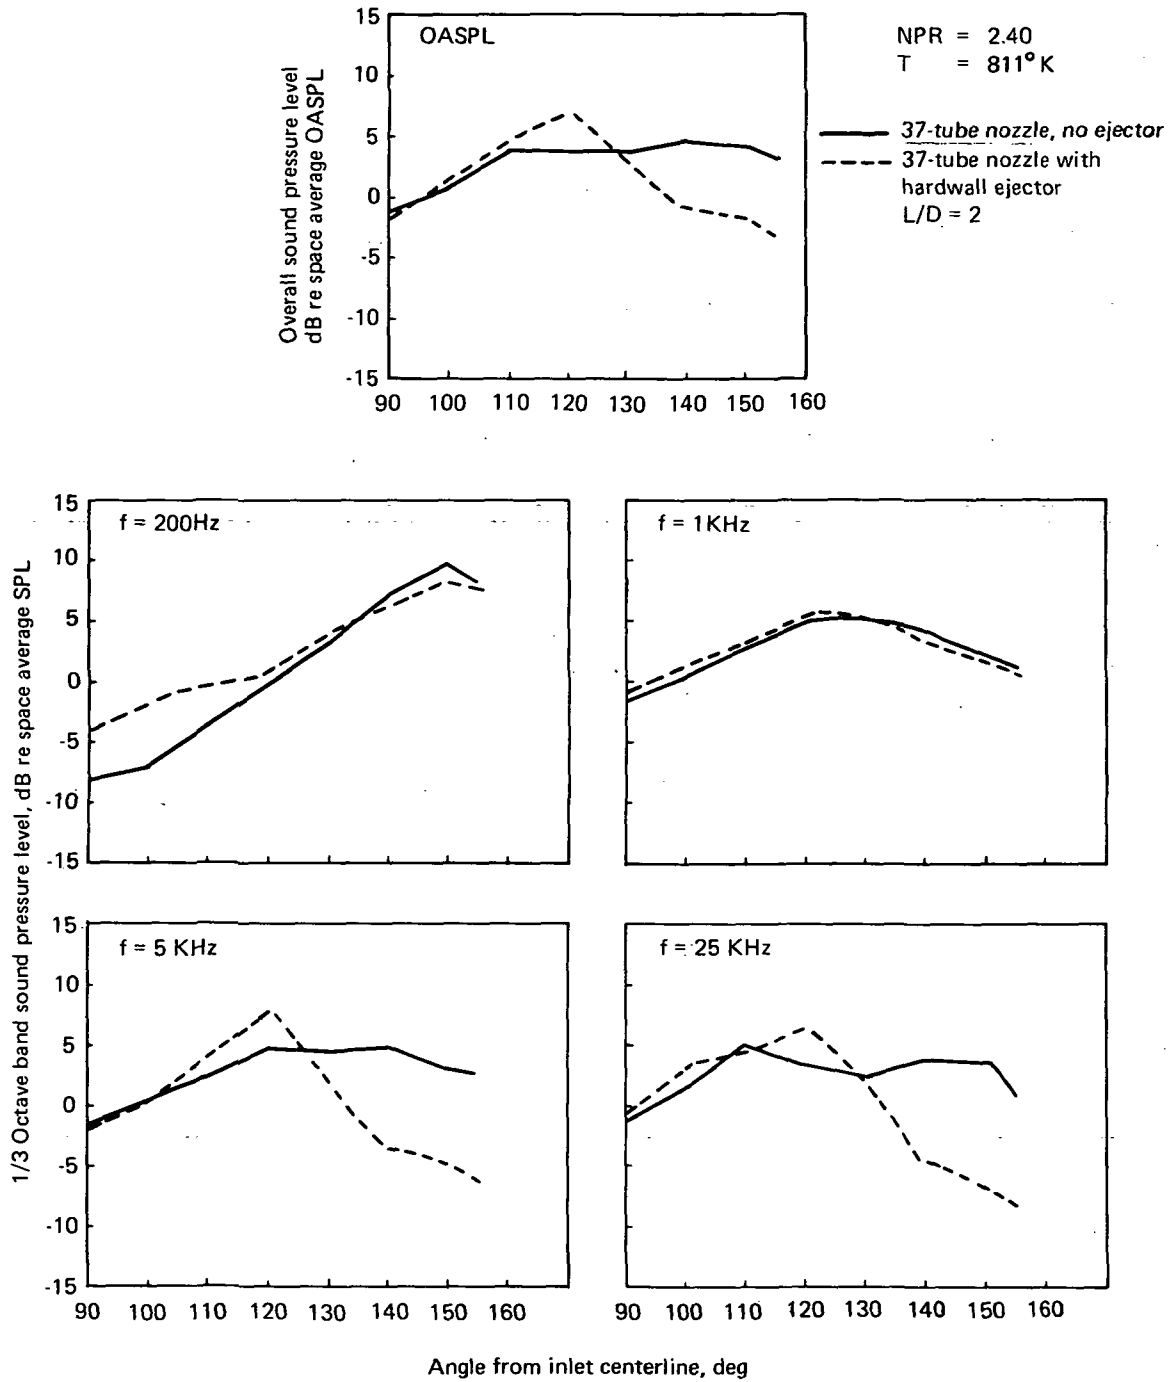 OASPL
15
10
5
0
-5
-10
-15
90 100 110 120 130 140 150 160
Overall sound pressure level
dB re space average OASPL
NPR = 2.40
T = 811° K
37-tube nozzle, no ejector
37-tube nozzle with
hardwall ejector
L/D = 2
1/3 Octave band sound pressure level, dB re space average SPL
f = 200Hz
15
10
5
0
-5
-10
-15
f = 1KHz
f = 5 KHz
15
10
5
0
-5
-10
-15
90 100 110 120 130 140 150 160
f = 25 KHz
90 100 110 120 130 140 150 160
Angle from inlet centerline, deg